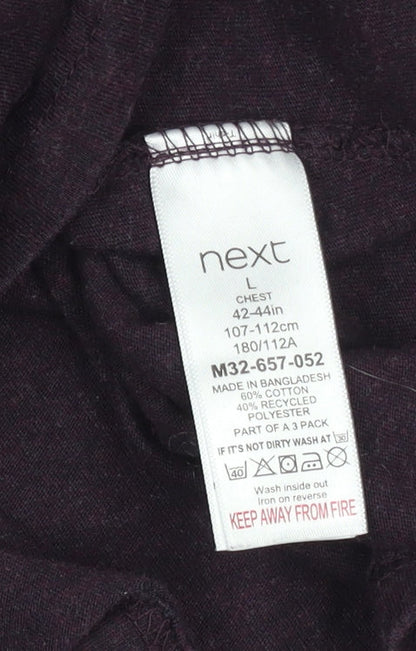 next
L
CHEST
42-44in
107-112cm
180/112A
M32-657-052
MADE IN BANGLADESH
60% COTTON
40% RECYCLED
POLYESTER
PART OF A 3 PACK
IF IT'S NOT DIRTY WASH AT 30
40
Wash inside out
Iron on reverse
KEEP AWAY FROM FIRE